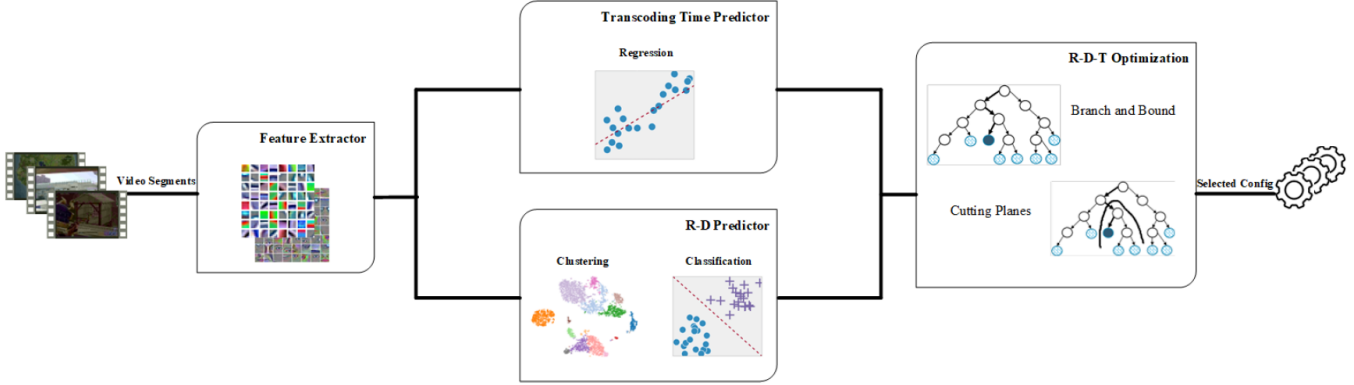 Video Segments
Feature Extractor
Transcoding Time Predictor
Regression
R-D Predictor
Clustering
Classification
R-D-T Optimization
Branch and Bound
Cutting Planes
Selected Config